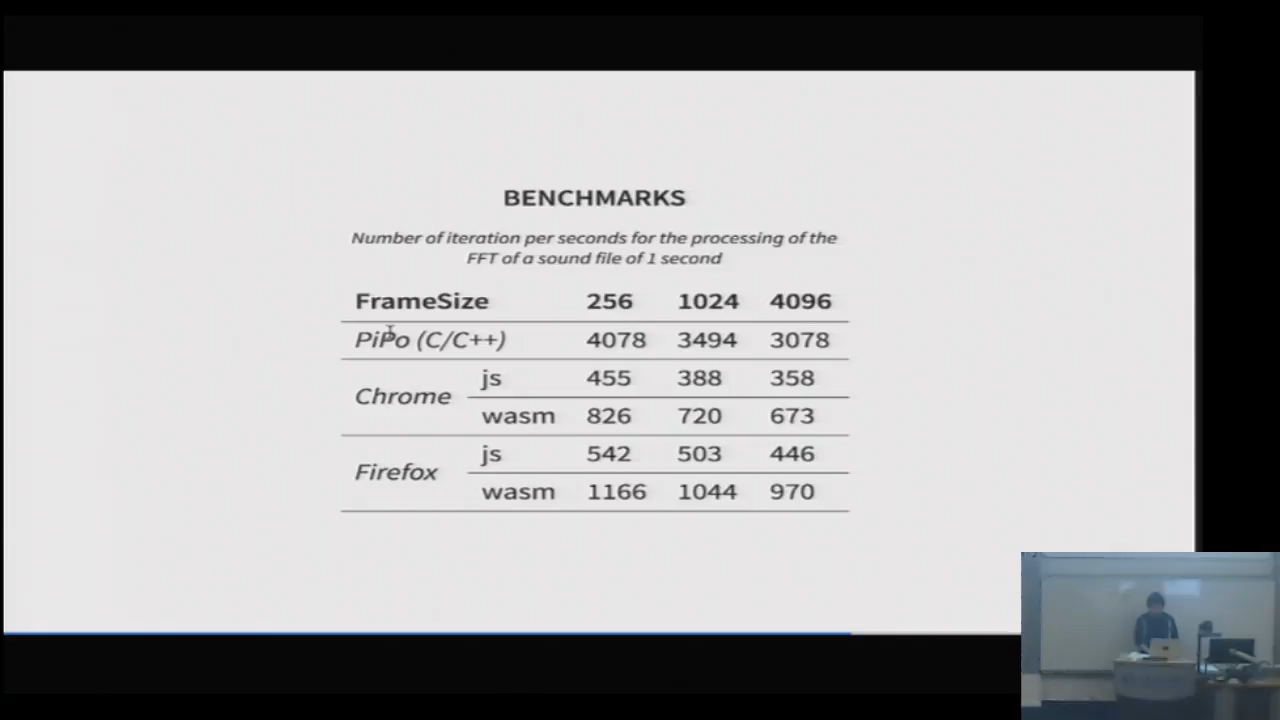 BENCHMARKS
Number of iteration per seconds for the processing of the
FFT of a sound file of 1 second
FrameSize 256 1024 4096
PiPo (C/C++) 4078 3494 3078
Chrome js 455 388 358
wasm 826 720 673
Firefox js 542 503 446
wasm 1166 1044 970